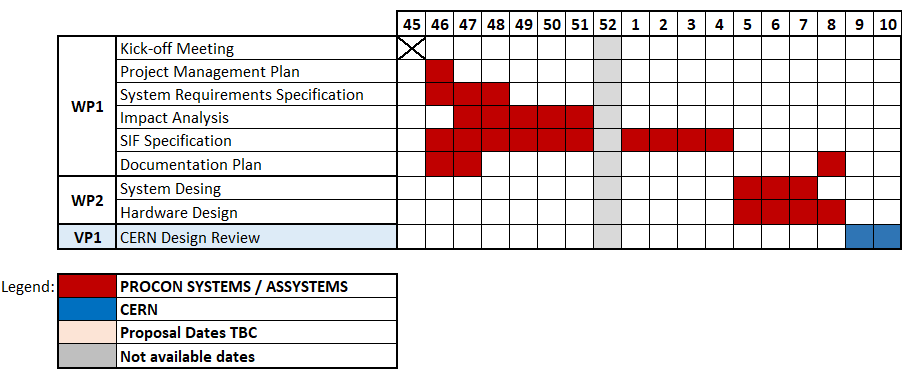 45 46 47 48 49 50 51 52 1 2 3 4 5 6 7 8 9 10
WP1
Kick-off Meeting
Project Management Plan
System Requirements Specification
Impact Analysis
SIF Specification
Documentation Plan
WP2
System Desing
Hardware Design
VP1 CERN Design Review
Legend: PROCON SYSTEMS / ASSYSTEMS
CERN
Proposal Dates TBC
Not available dates